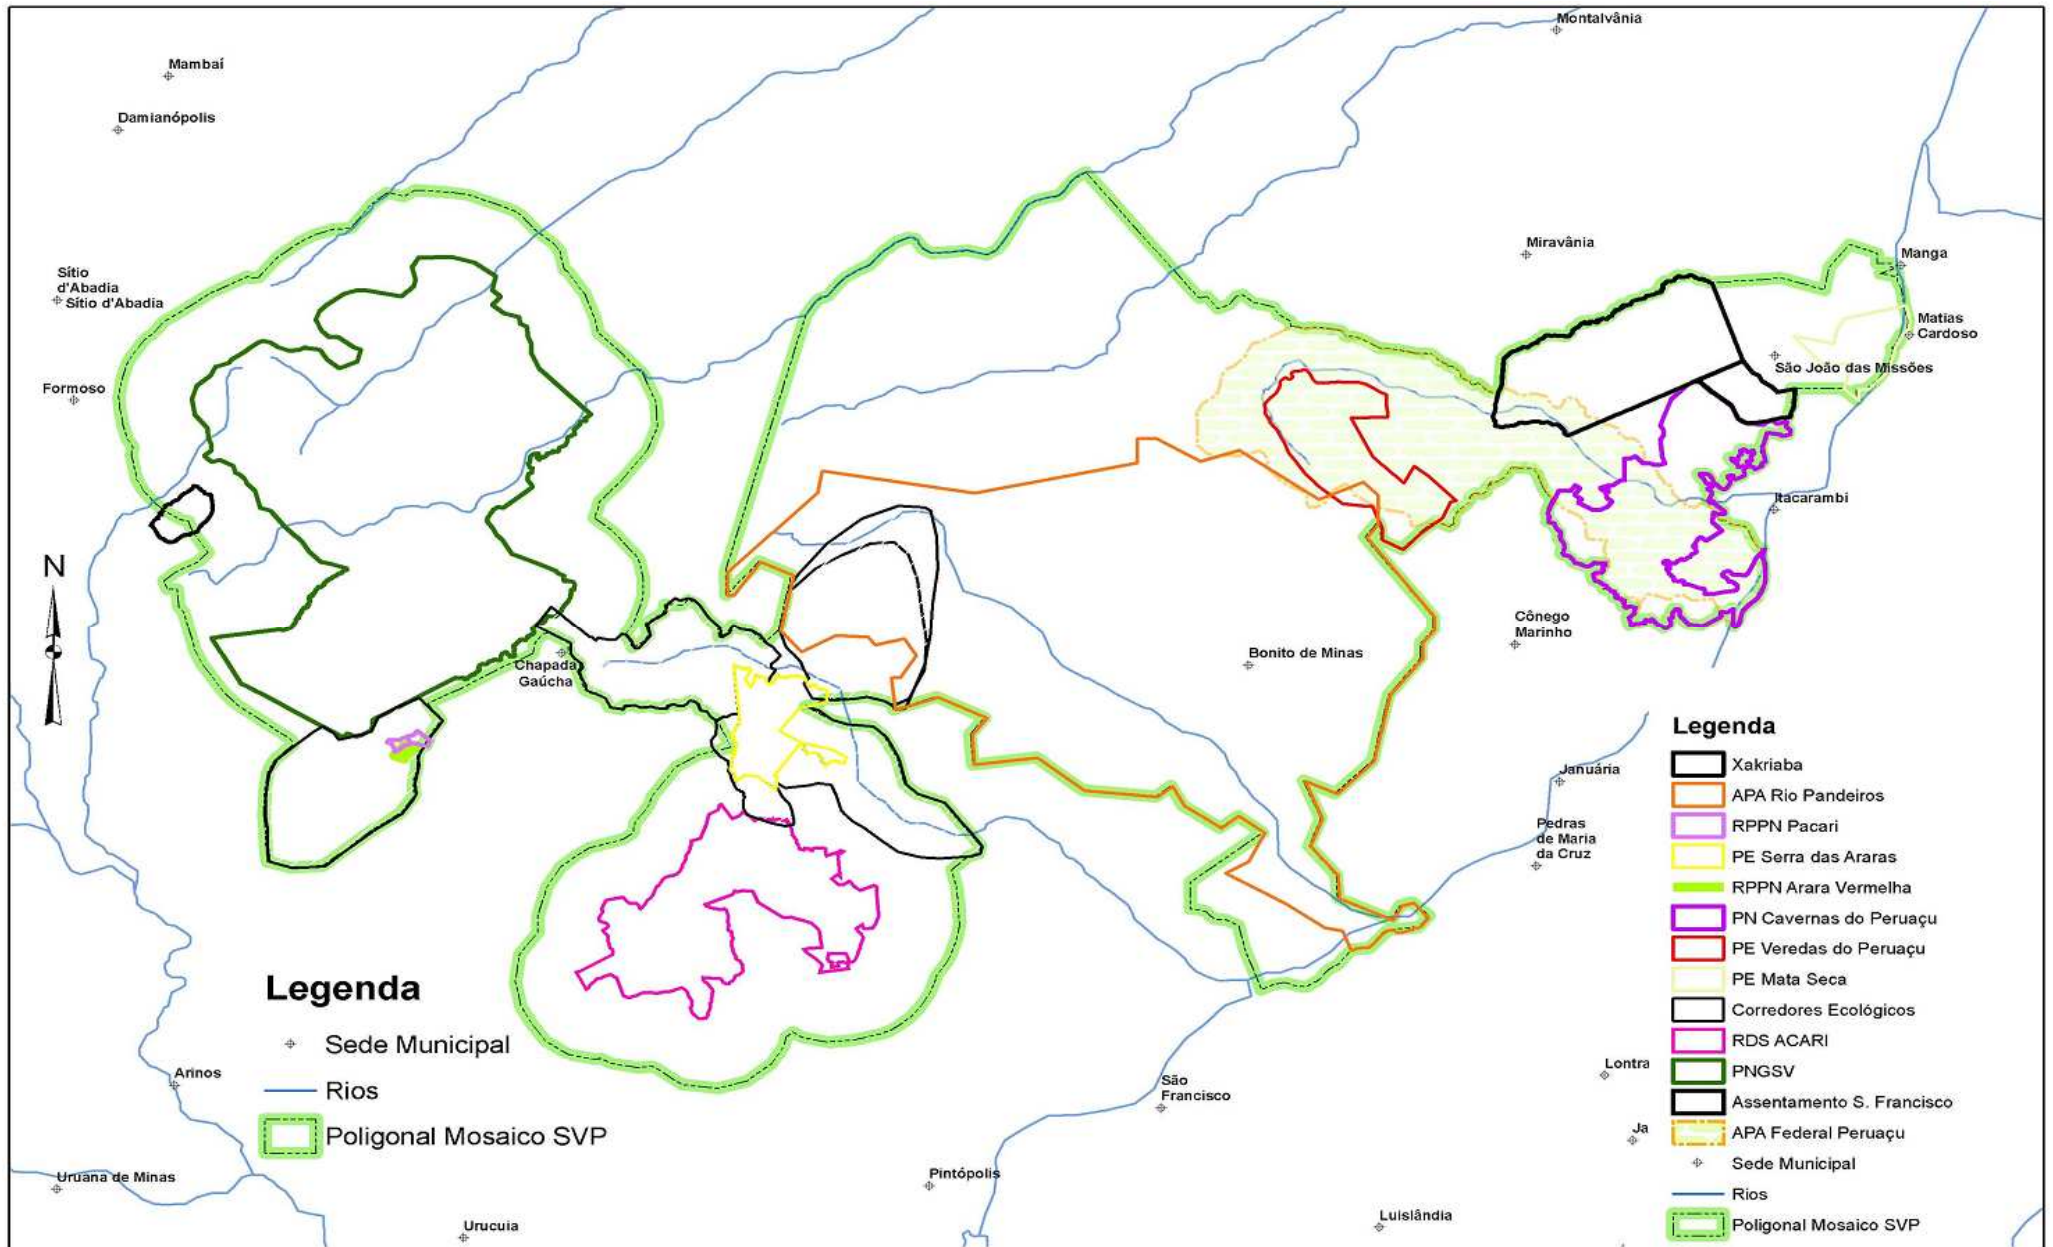 Montalvânia
Mambaí
Damianópolis
Miravânia
Manga
Sítio
d'Abadia
Sítio d'Abadia
Matias
Cardoso
São João das Missões
Formoso
Itacarambi
N
Cônego
Marinho
Bonito de Minas
Chapada
Gaúcha
Januária
Pedras
de Maria
da Cruz
Legenda
Xakriaba
APA Rio Pandeiros
RPPN Pacari
PE Serra das Araras
RPPN Arara Vermelha
PN Cavernas do Peruaçu
PE Veredas do Peruaçu
PE Mata Seca
Corredores Ecológicos
RDS ACARI
PNGSV
Assentamento S. Francisco
APA Federal Peruaçu
Sede Municipal
Rios
Poligonal Mosaico SVP
Legenda
Sede Municipal
Rios
Poligonal Mosaico SVP
Arinos
São
Francisco
Lontra
Ja
Uruana de Minas
Pintópolis
Urucuia
Luislândia